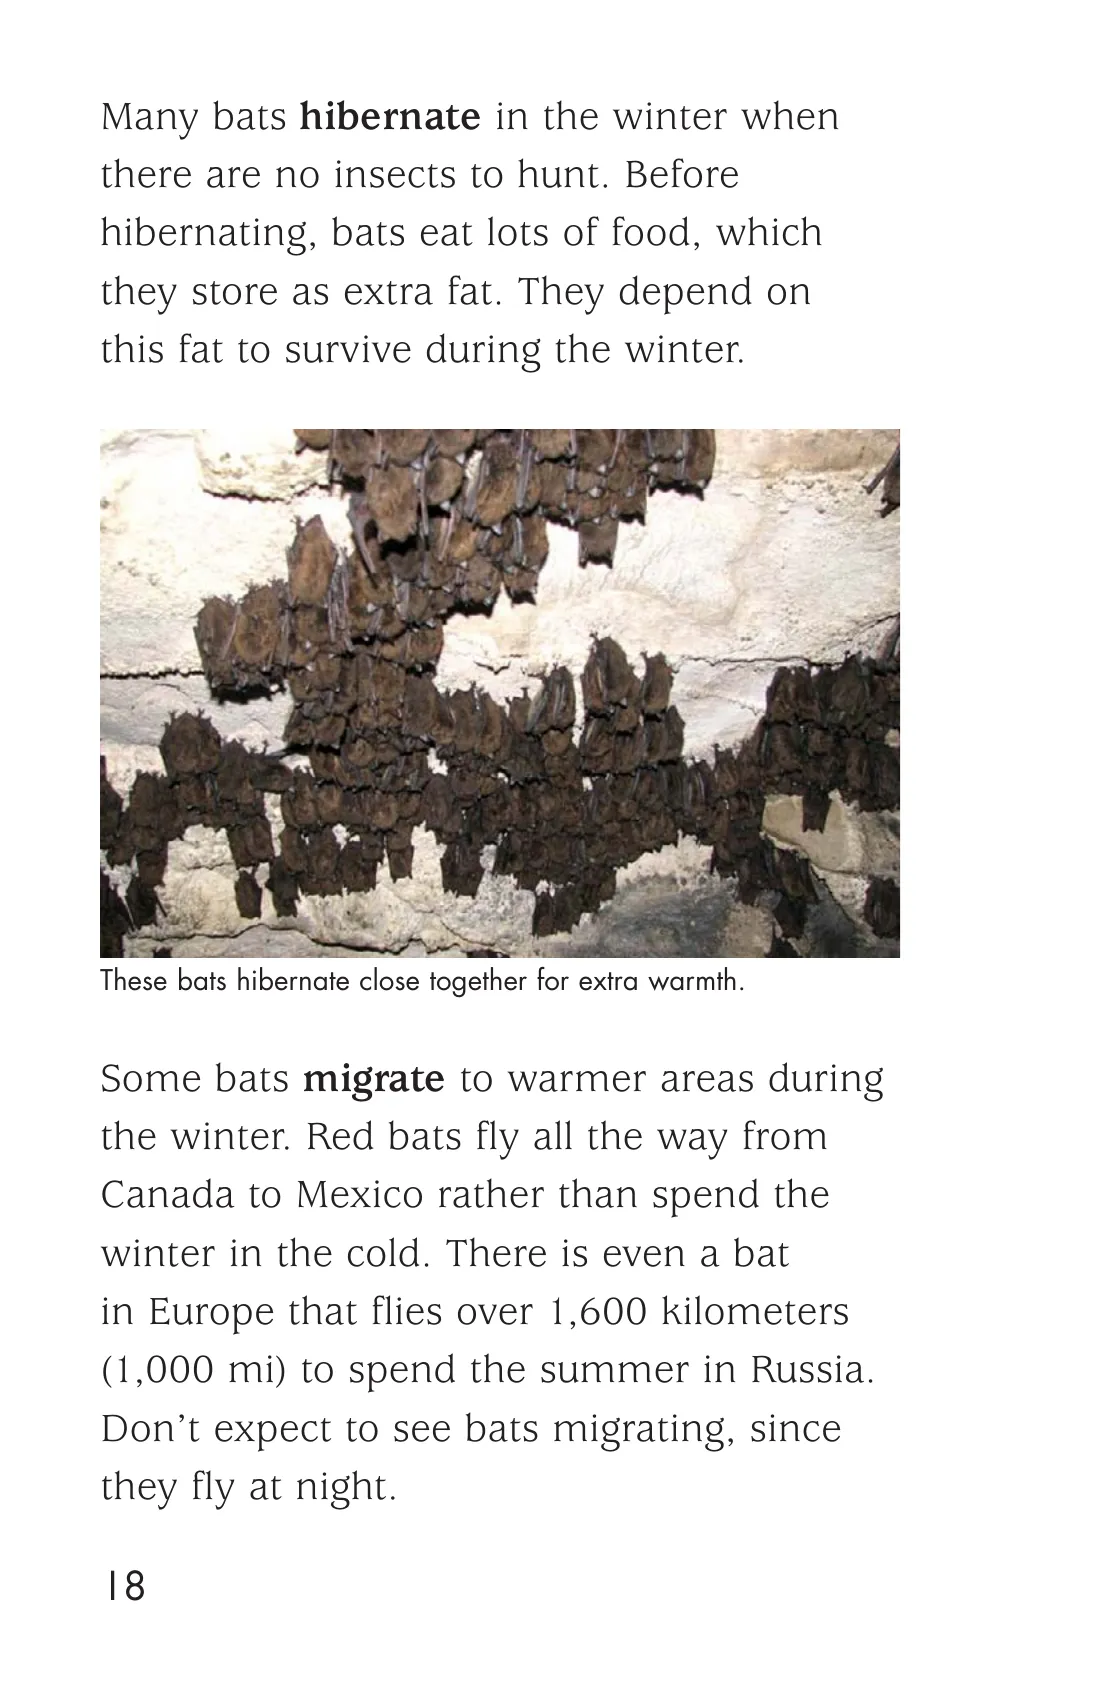 Many bats hibernate in the winter when
there are no insects to hunt. Before
hibernating, bats eat lots of food, which
they store as extra fat. They depend on
this fat to survive during the winter.
These bats hibernate close together for extra warmth.
Some bats migrate to warmer areas during
the winter. Red bats fly all the way from
Canada to Mexico rather than spend the
winter in the cold. There is even a bat
in Europe that flies over 1,600 kilometers
(1,000 mi) to spend the summer in Russia.
Don’t expect to see bats migrating, since
they fly at night.
18